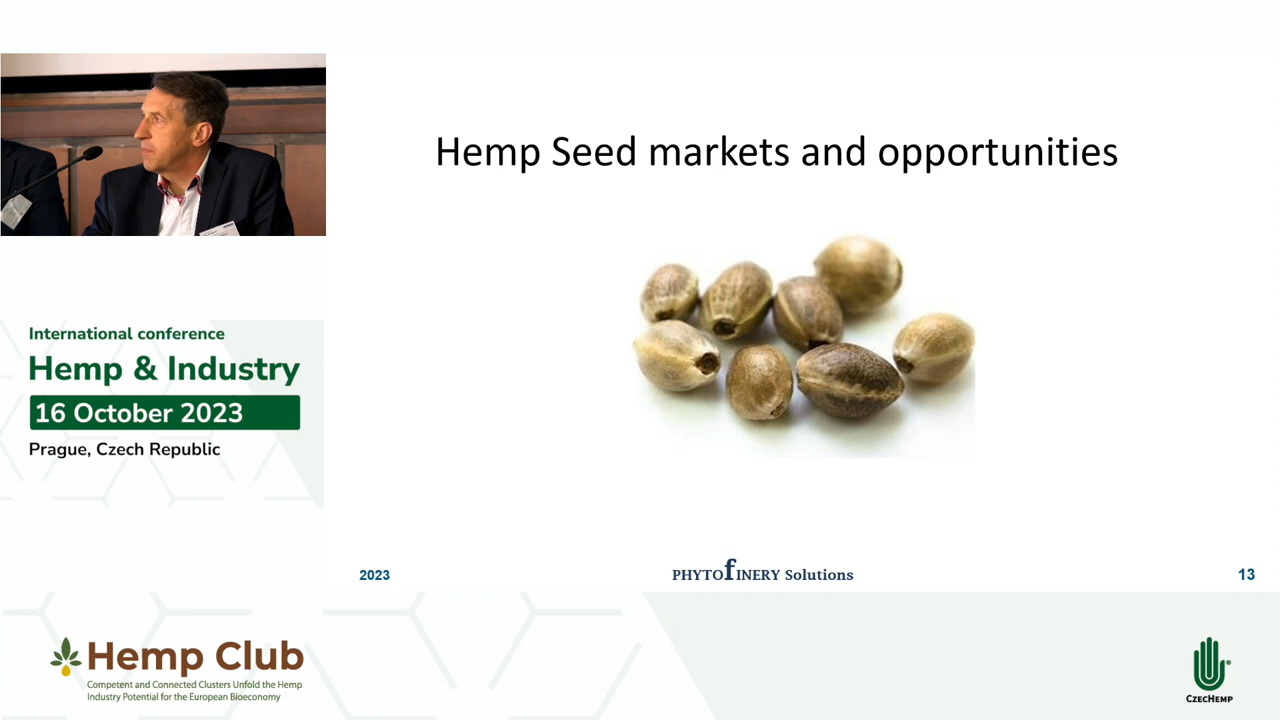 Hemp Seed markets and opportunities
International conference
Hemp & Industry
16 October 2023
Prague, Czech Republic
2023
PHYTOfINERY Solutions
13
Hemp Club
Competent and Connected Clusters Unfold the Hemp
Industry Potential for the European Bioeconomy
CZECHEMP